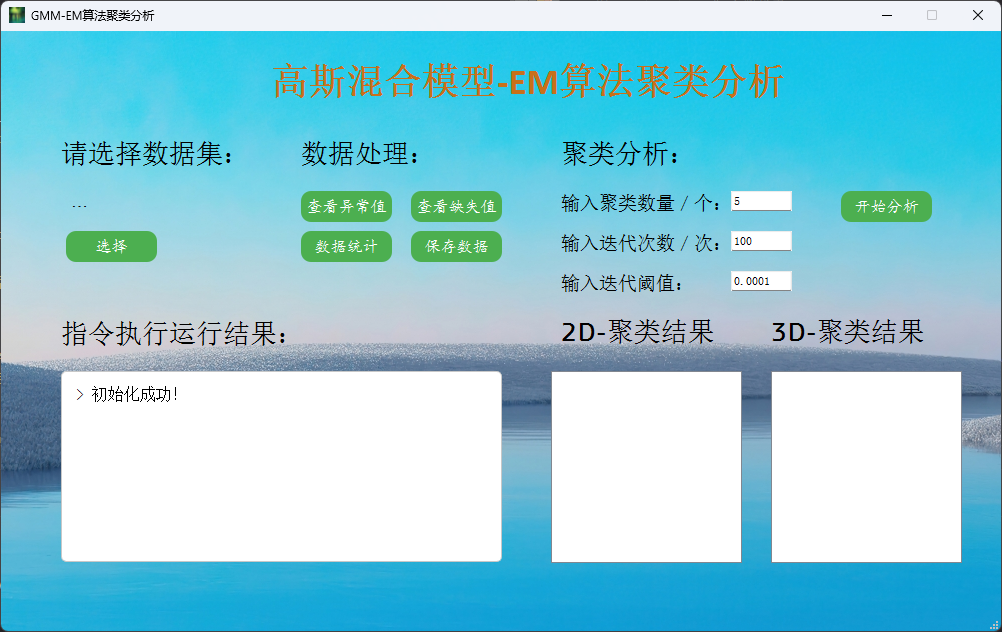 GMM-EM算法聚类分析
高斯混合模型-EM算法聚类分析
请选择数据集：
数据处理：
聚类分析：
...
选择
查看异常值
查看缺失值
数据统计
保存数据
输入聚类数量 / 个：
5
开始分析
输入迭代次数 / 次：
100
输入迭代阈值：
0.0001
指令执行运行结果：
2D-聚类结果
3D-聚类结果
> 初始化成功！